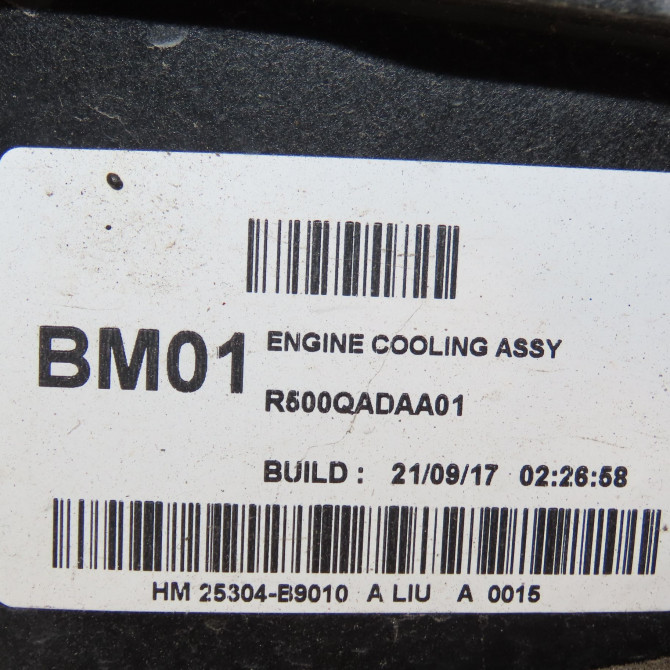 BM01
ENGINE COOLING ASSY
R500QADAA01
BUILD : 21/09/17 02:26:58
HM 25304-B9010 A LIU A 0015